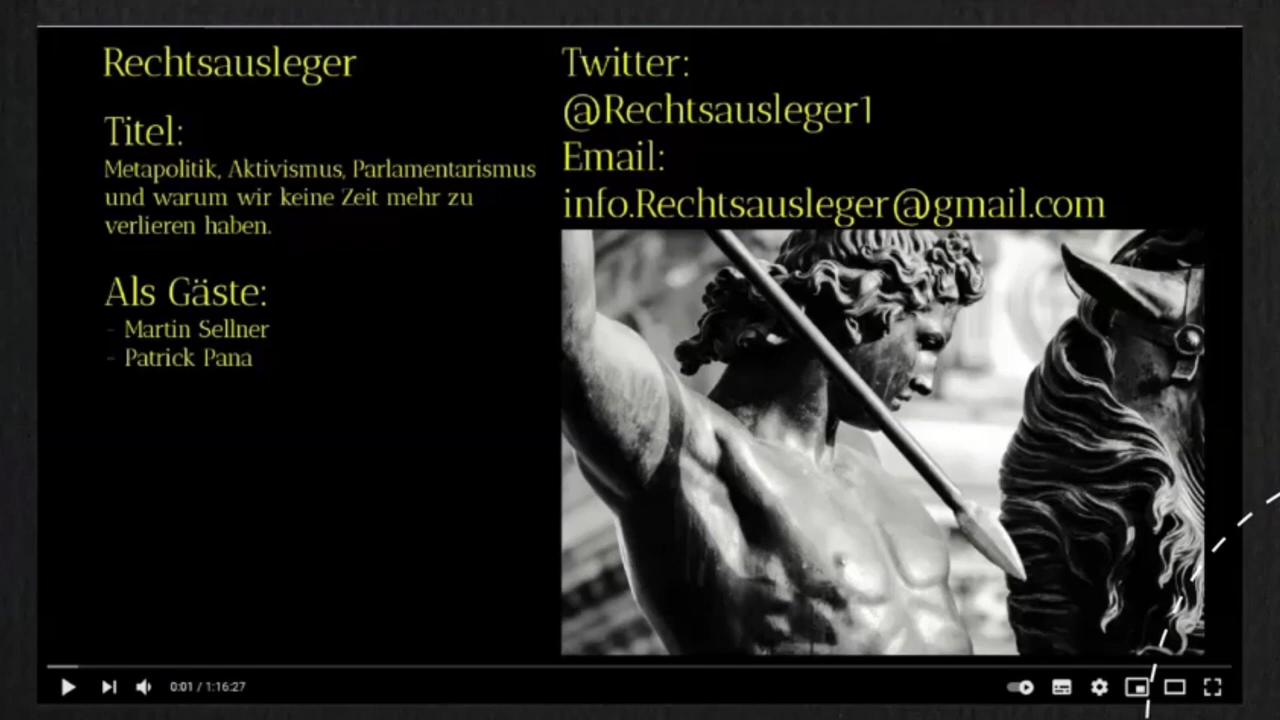 Rechtsausleger
Titel:
Metapolitik, Aktivismus, Parlamentarismus
und warum wir keine Zeit mehr zu
verlieren haben.
Als Gäste:
- Martin Sellner
- Patrick Pana
Twitter:
@Rechtsausleger1
Email:
info.Rechtsausleger@gmail.com
0:01 / 1:16:27